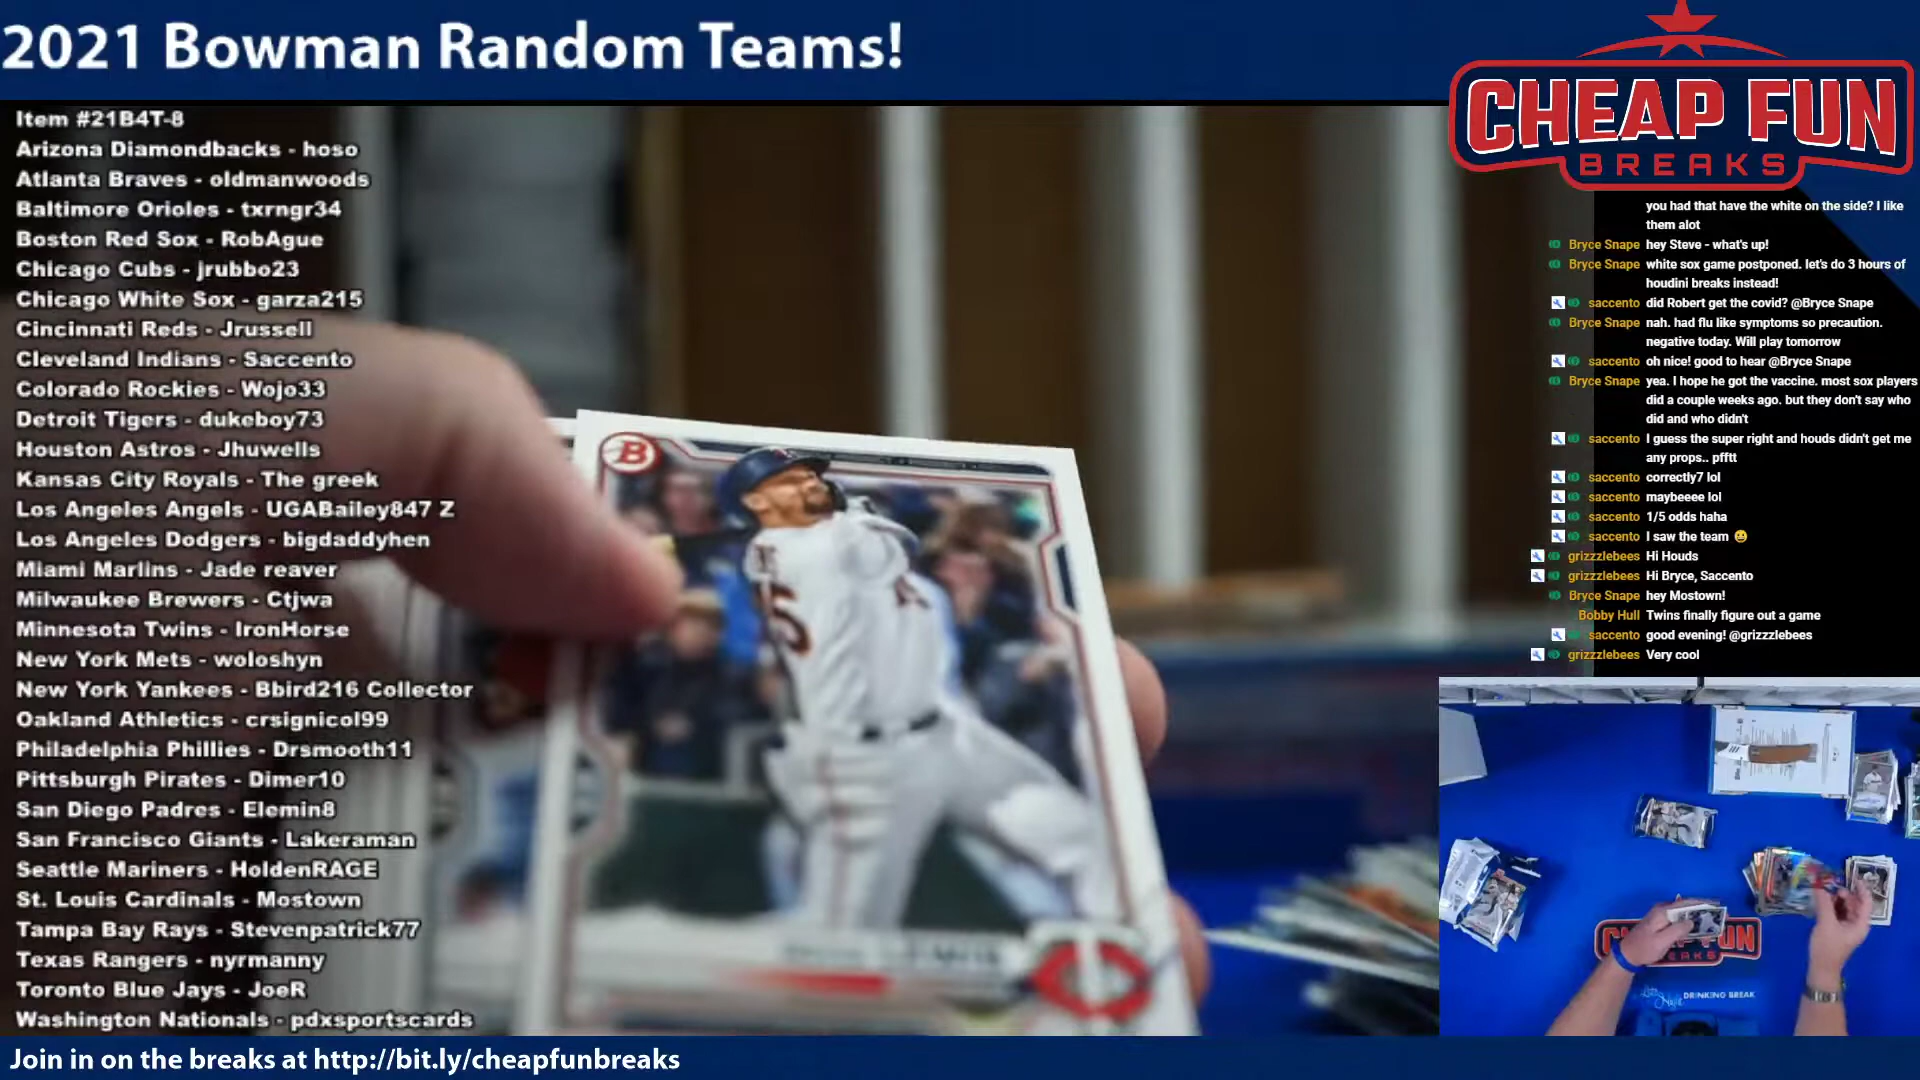 2021 Bowman Random Teams!
CHEAP FUN
BREAKS
Item #21B4T-8
Arizona Diamondbacks - hoso
Atlanta Braves - oldmanwoods
Baltimore Orioles - txrngr34
Boston Red Sox - RobAgue
Chicago Cubs - jrubbo23
Chicago White Sox - garza215
Cincinnati Reds - Jrussell
Cleveland Indians - Saccento
Colorado Rockies - Wojo33
Detroit Tigers - dukeboy73
Houston Astros - Jhuwells
Kansas City Royals - The greek
Los Angeles Angels - UGABailey847 Z
Los Angeles Dodgers - bigdaddyhen
Miami Marlins - Jade reaver
Milwaukee Brewers - Ctjwa
Minnesota Twins - IronHorse
New York Mets - woloshyn
New York Yankees - Bbird216 Collector
Oakland Athletics - crsignicol99
Philadelphia Phillies - Drsmooth11
Pittsburgh Pirates - Dimer10
San Diego Padres - Elemin8
San Francisco Giants - Lakeraman
Seattle Mariners - HoldenRAGE
St. Louis Cardinals - Mostown
Tampa Bay Rays - Stevenpatrick77
Texas Rangers - nyrmanny
Toronto Blue Jays - JoeR
Washington Nationals - pdxsportscards
B
you had that have the white on the side? I like
them alot
Bryce Snape hey Steve - what's up!
Bryce Snape white sox game postponed. let's do 3 hours of
houdini breaks instead!
saccento did Robert get the covid? @Bryce Snape
Bryce Snape nah. had flu like symptoms so precaution.
negative today. Will play tomorrow
saccento oh nice! good to hear @Bryce Snape
Bryce Snape yea. I hope he got the vaccine. most sox players
did a couple weeks ago. but they don't say who
did and who didn't
saccento I guess the super right and houds didn't get me
any props.. pfftt
saccento correctly7 lol
saccento maybeeee lol
saccento 1/5 odds haha
saccento I saw the team 😀
grizzzlebees Hi Houds
grizzzlebees Hi Bryce, Saccento
Bryce Snape hey Mostown!
Bobby Hull Twins finally figure out a game
saccento good evening! @grizzzlebees
grizzzlebees Very cool
DRINKING BREAK
Join in on the breaks at http://bit.ly/cheapfunbreaks